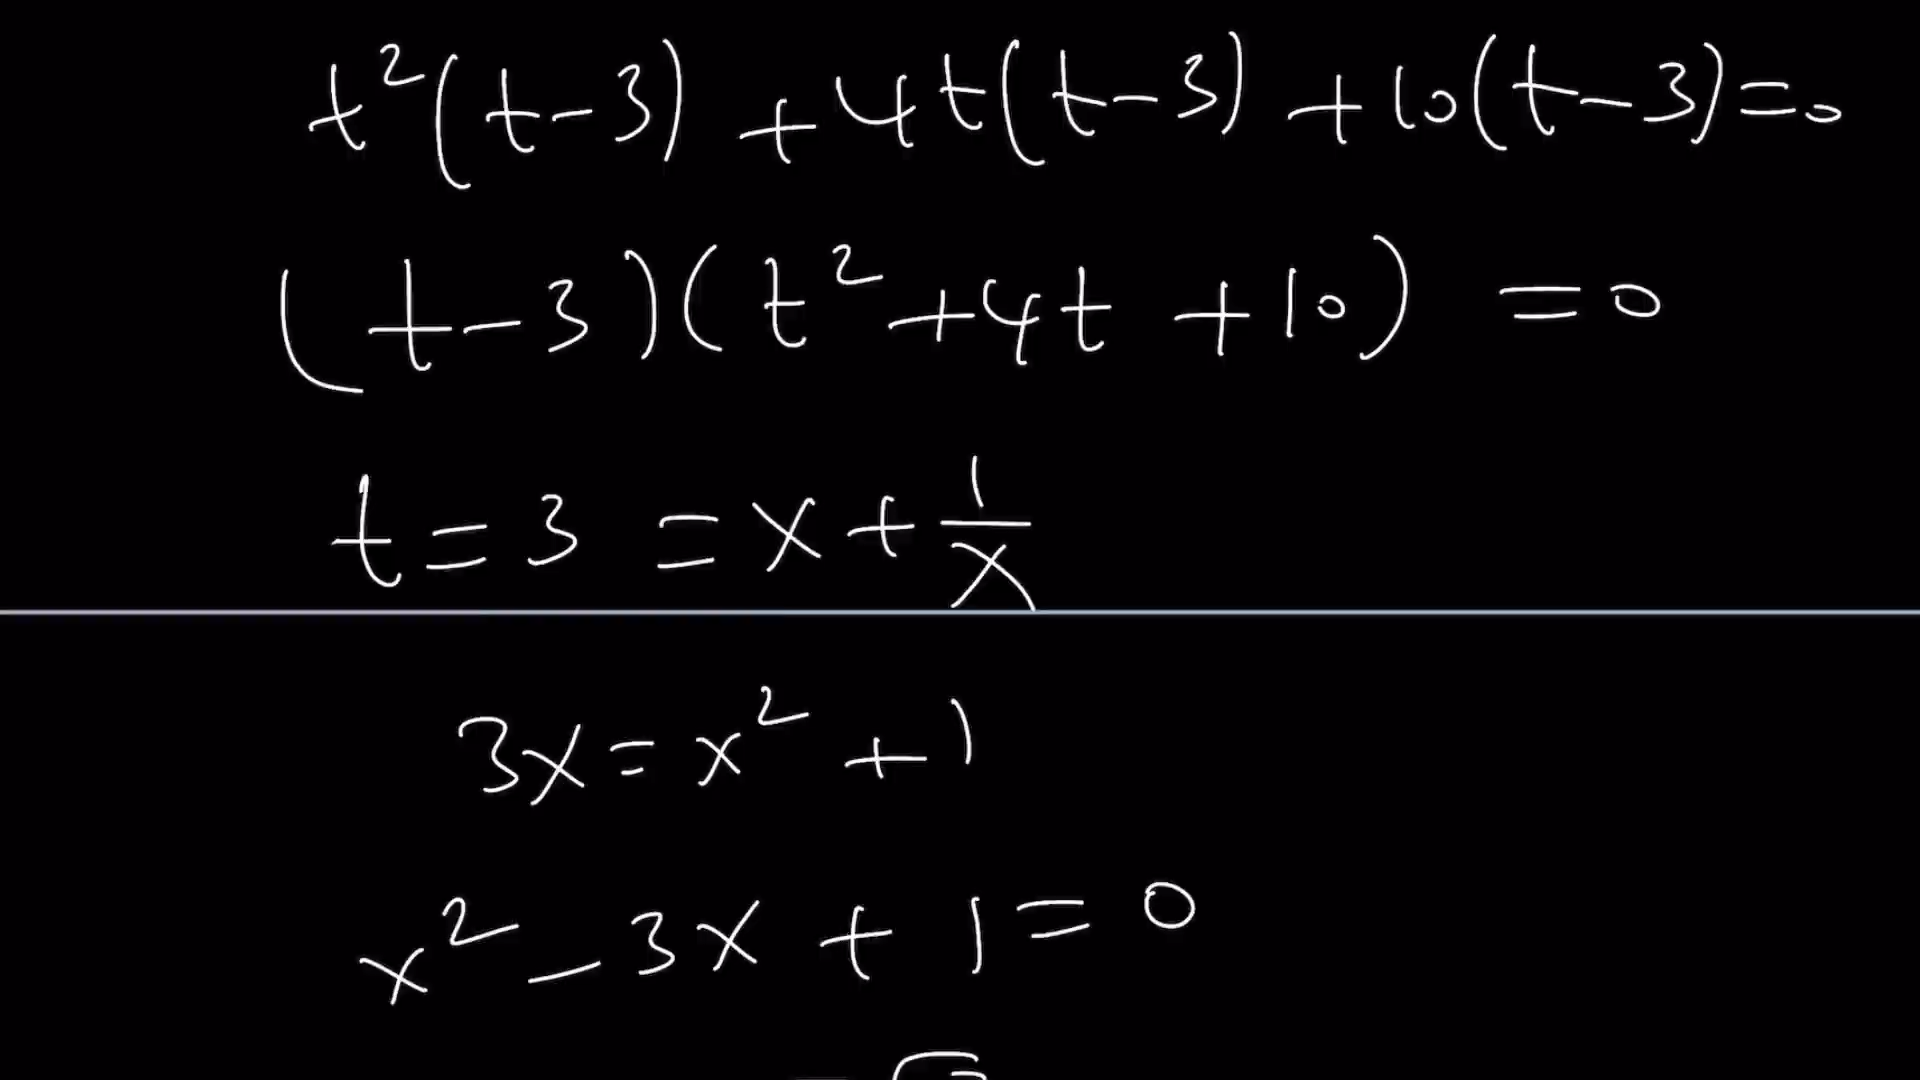 t²(t-3) + 4t(t-3) + 10(t-3) = 0
(t-3)(t² + 4t + 10) = 0
t = 3 = x + 1/x
3x = x² + 1
x² - 3x + 1 = 0